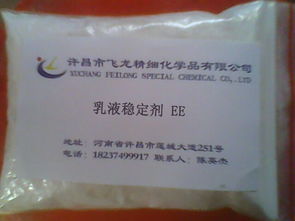 许昌市飞龙精细化学品有限公司
XUCHANG FEILONG SPECIAL CHEMICAL CO.,LTD
乳液稳定剂 EE
地址：河南省许昌市莲城大道251号
电话：18237499917 联系人：陈英杰